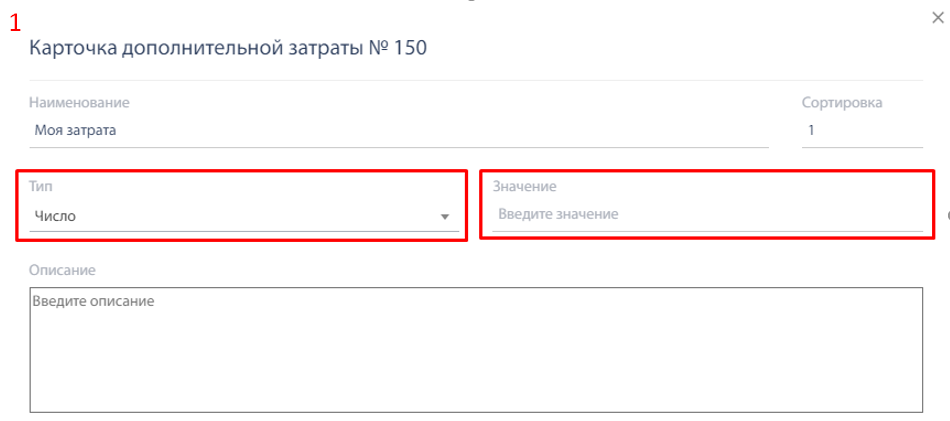 1
Карточка дополнительной затраты № 150
Наименование
Сортировка
Моя затрата
1
Тип
Значение
Число
Введите значение
Описание
Введите описание